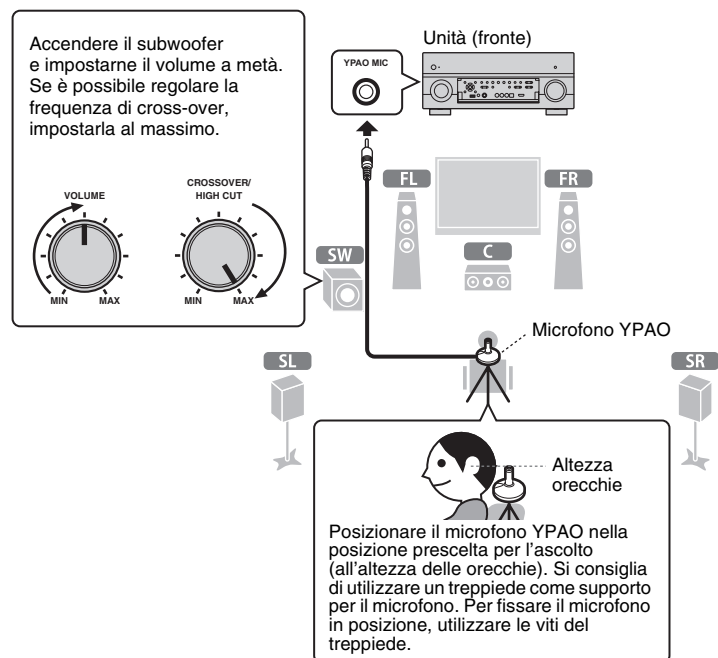 Accendere il subwoofer
e impostarne il volume a metà.
Se è possibile regolare la
frequenza di cross-over,
impostarla al massimo.
VOLUME
MIN
MAX
CROSSOVER/
HIGH CUT
MIN
MAX
YPAO MIC
Unità (fronte)
FL
FR
C
SW
Microfono YPAO
SL
SR
Altezza
orecchie
Posizionare il microfono YPAO nella
posizione prescelta per l'ascolto
(all'altezza delle orecchie). Si consiglia
di utilizzare un treppiede come supporto
per il microfono. Per fissare il microfono
in posizione, utilizzare le viti del
treppiede.